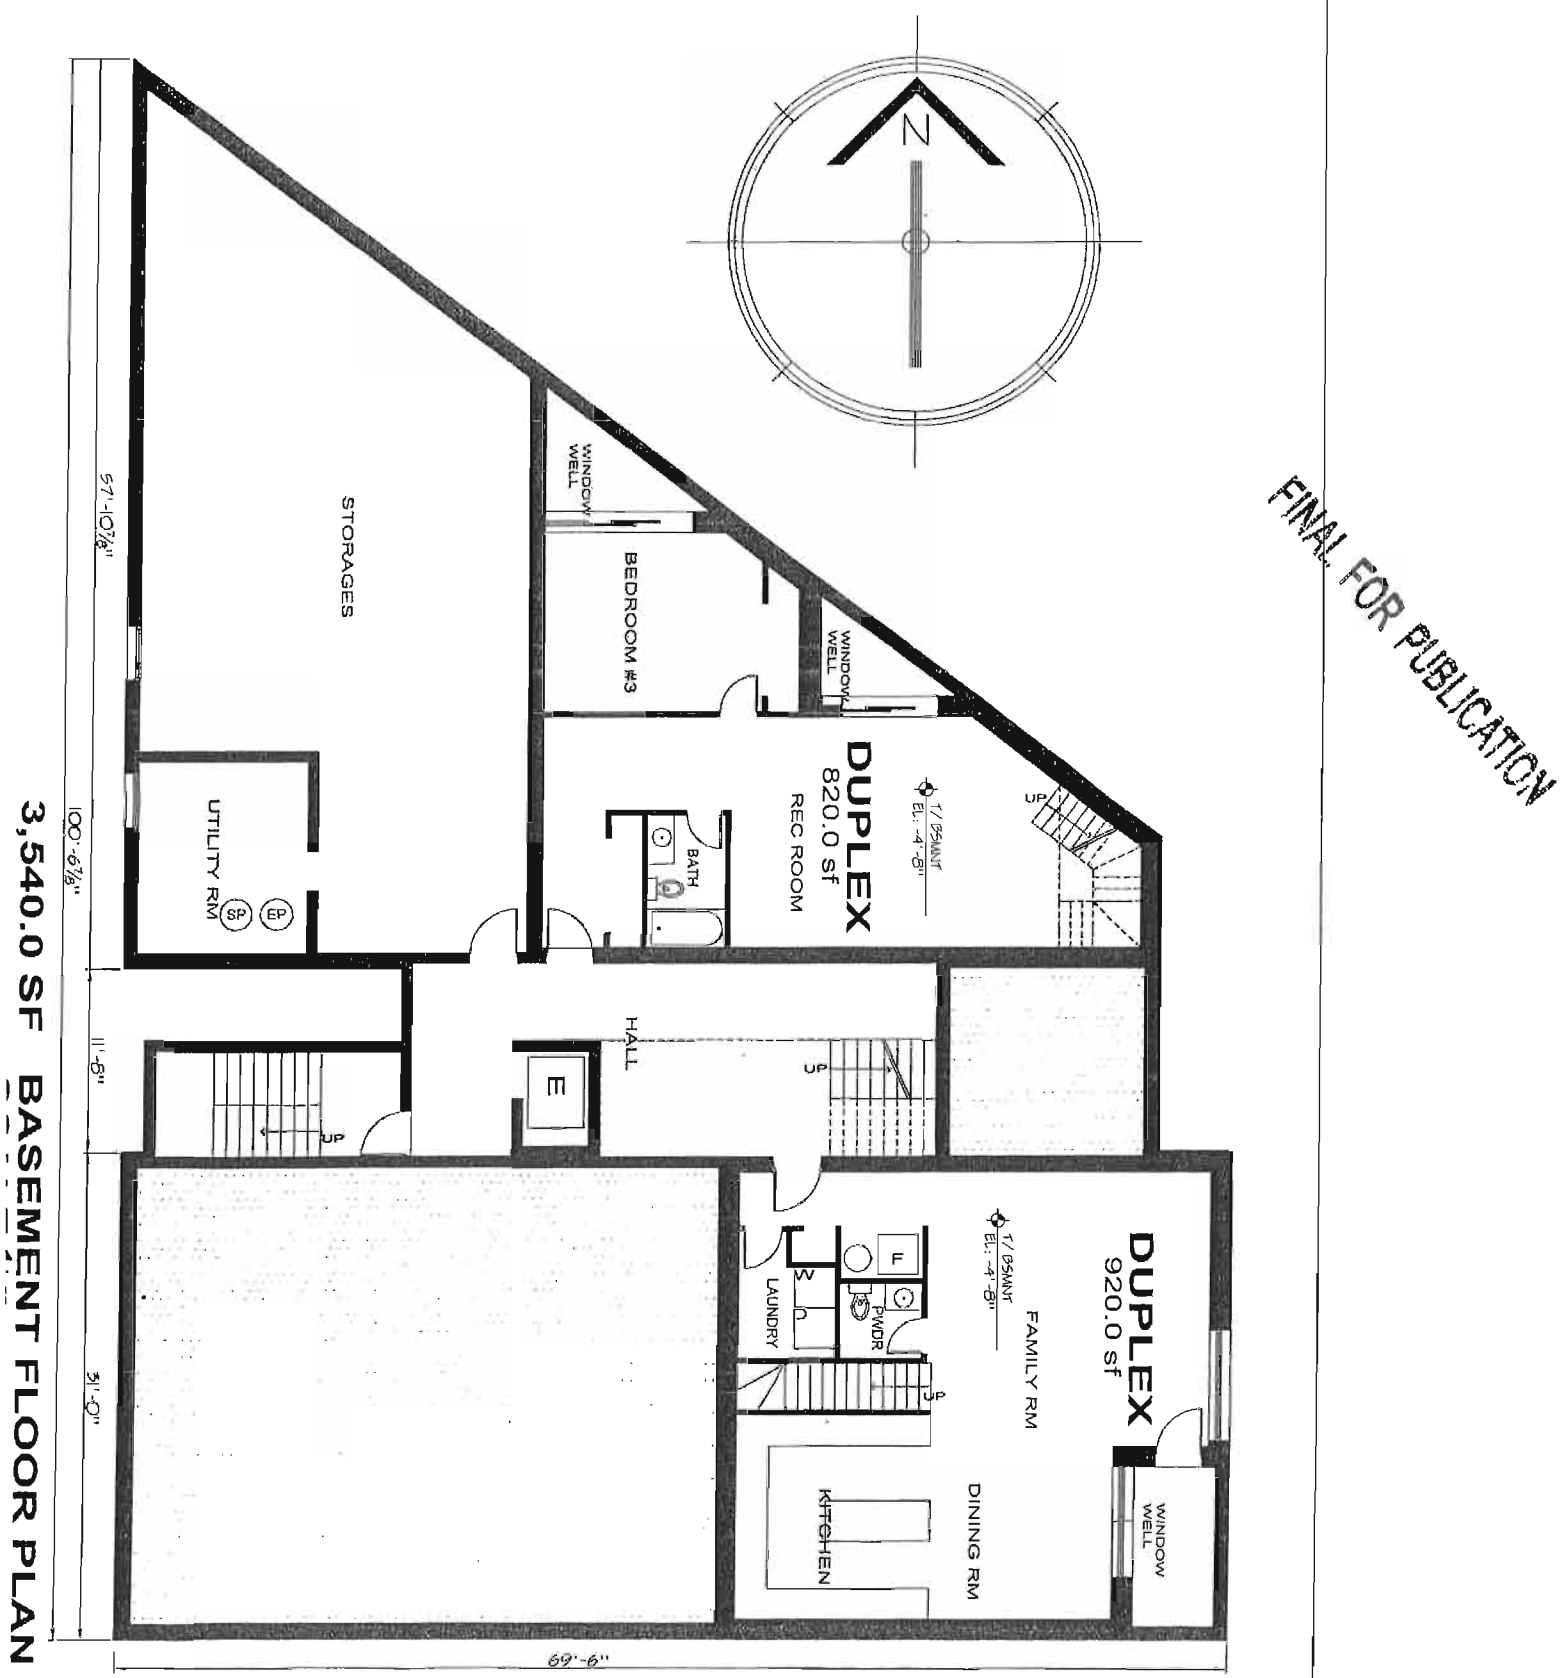 N
FINAL FOR PUBLICATION
WINDOW
WELL
STORAGES
57'-10⅞"
BEDROOM #3
WINDOW
WELL
DUPLEX
820.0 sf
REC ROOM
T/ BSMNT
EL: -4'-8"
UP
BATH
UTILITY RM
SP
EP
100'-6⅞"
HALL
11'-8"
E
UP
UP
DUPLEX
920.0 sf
T/ BSMNT
EL: -4'-8"
FAMILY RM
F
W
D
LAUNDRY
PWDR
UP
31'-0"
DINING RM
KITCHEN
WINDOW
WELL
69'-9"
3,540.0 SF BASEMENT FLOOR PLAN